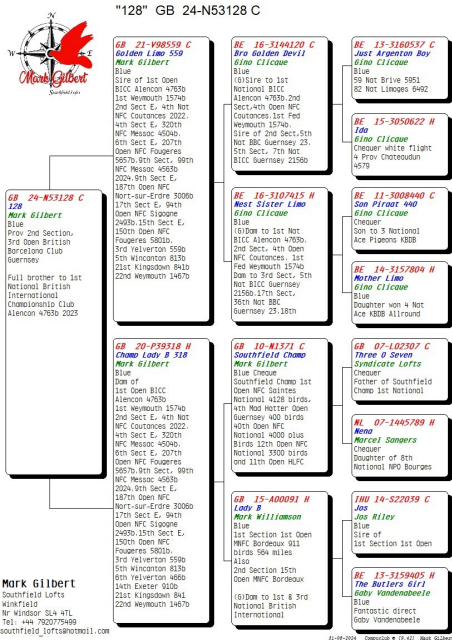 "128" GB 24-N53128 C
N
W
E
S
Mark Gilbert
Southfield Lofts
GB 24-N53128 C
128
Mark Gilbert
Blue
Prov 2nd Section,
3rd Open British
Barcelona Club
Guernsey
Full brother to 1st
National British
International
Championship Club
Alencon 4763b 2023
GB 21-V98559 C
Golden Limo 559
Mark Gilbert
Blue
Sire of 1st Open
BICC Alencon 4763b
1st Weymouth 1574b
2nd Sect E, 4th Nat
NFC Coutances 2022.
4th Sect E, 320th
NFC Messac 4504b.
6th Sect E, 207th
Open NFC Fougeres
5657b.9th Sect, 99th
NFC Messac 4563b
2024.9th Sect E,
187th Open NFC
Nort-sur-Erdre 3006b
17th Sect E, 94th
Open NFC Sigogne
2493b.15th Sect E,
150th Open NFC
Fougeres 5801b.
3rd Yelverton 559b
5th Wincanton 813b
21st Kingsdown 841b
22nd Weymouth 1467b
GB 20-P39318 H
Champ Lady B 318
Mark Gilbert
Blue
Dam of
1st Open BICC
Alencon 4763b
1st Weymouth 1574b
2nd Sect E, 4th Nat
NFC Coutances 2022.
4th Sect E, 320th
NFC Messac 4504b.
6th Sect E, 207th
Open NFC Fougeres
5657b.9th Sect, 99th
NFC Messac 4563b
2024.9th Sect E,
187th Open NFC
Nort-sur-Erdre 3006b
17th Sect E, 94th
Open NFC Sigogne
2493b.15th Sect E,
150th Open NFC
Fougeres 5801b.
3rd Yelverton 559b
5th Wincanton 813b
6th Yelverton 466b
14th Exeter 910b
21st Kingsdown 841
22nd Weymouth 1467b
BE 16-3144120 C
Bro Golden Devil
Gino Clicque
Blue
(G)Sire to 1st
National BICC
Alencon 4763b.2nd
Sect,4th Open NFC
Coutances.1st Fed
Weymouth 1574b.
Sire of 2nd Sect,5th
Nat BBC Guernsey 23.
5th Sect, 7th Nat
BICC Guernsey 2156b
BE 16-3107415 H
Nest Sister Limo
Gino Clicque
Blue
(G)Dam to 1st Nat
BICC Alencon 4763b.
2nd Sect, 4th Open
NFC Coutances. 1st
Fed Weymouth 1574b
Dam to 3rd Sect, 5th
Nat BICC Guernsey
2156b.17th Sect,
36th Nat BBC
Guernsey 23.18th
GB 10-N1371 C
Southfield Champ
Mark Gilbert
Blue Cheque
Southfield Champ 1st
Open NFC Saintes
National 4128 birds,
4th Mad Hatter Open
Guernsey 400 birds
40th Open NFC
National 4000 plus
Birds 12th Open NFC
National 3300 birds
and 11th Open HLFC
GB 15-A00091 H
Lady B
Mark Williamson
Blue
1st Section 1st Open
MNFC Bordeaux 911
birds 564 miles
Also
2nd Section 15th
Open MNFC Bordeaux
(G)Dam to 1st & 3rd
National British
International
BE 13-3160537 C
Just Argenton Boy
Gino Clicque
Blue
59 Nat Brive 5951
82 Nat Limoges 6492
BE 15-3050622 H
Ida
Gino Clicque
Chequer white flight
4 Prov Chateaudun
4579
BE 11-3008440 C
Son Piraat 440
Gino Clicque
Chequer
Son to 3 National
Ace Pigeons KBDB
BE 14-3157804 H
Mother Limo
Gino Clicque
Blue
Daughter won 4 Nat
Ace KBDB Allround
GB 07-L02307 C
Three 0 Seven
Syndicate Lofts
Chequer
Father of Southfield
Champ 1st National
NL 07-1445789 H
Nena
Marcel Sangers
Chequer
Daughter of 8th
National NPO Bourges
IHU 14-S22039 C
Jos
Jos Riley
Blue
Sire of
1st Section 1st Open
BE 13-3159405 H
The Butlers Girl
Gaby Vandenabeele
Blue
Fantastic direct
Gaby Vandenabeele
Mark Gilbert
Southfield Lofts
Winkfield
Nr Windsor SL4 4TL
Tel: +44 7920775499
southfield_lofts@hotmail.com
31-08-2024 Compuclub © [9.42] Mark Gilbert